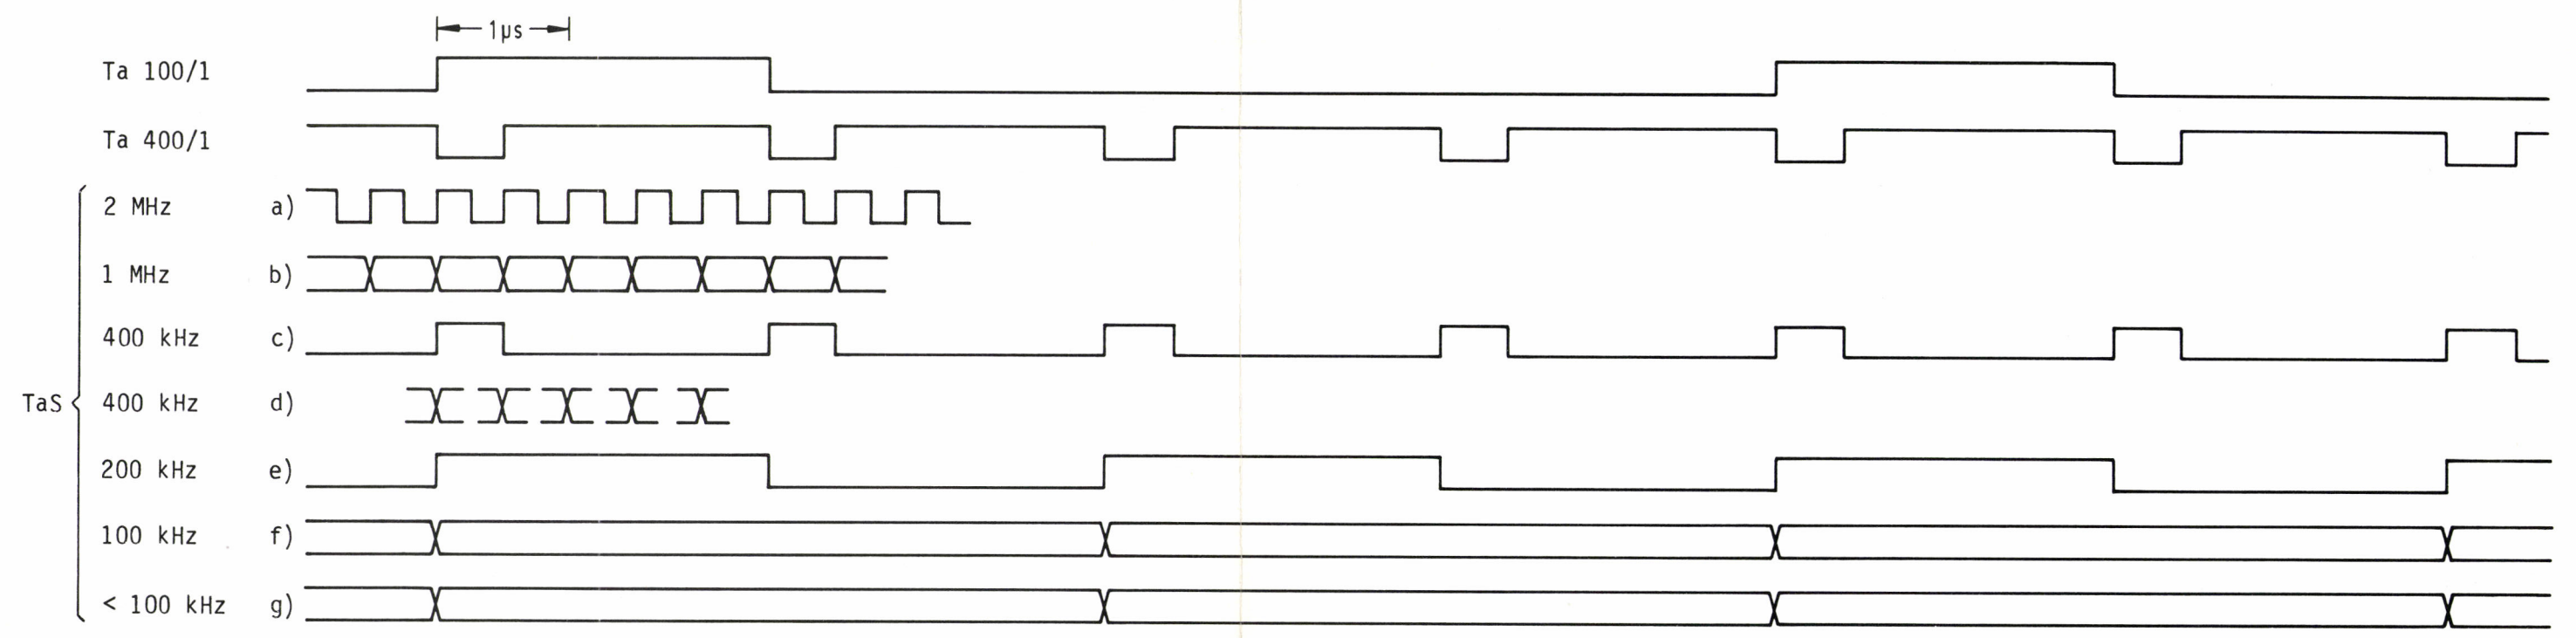 1µs
Ta 100/1
Ta 400/1
2 MHz a)
1 MHz b)
400 kHz c)
TaS 400 kHz d)
200 kHz e)
100 kHz f)
< 100 kHz g)